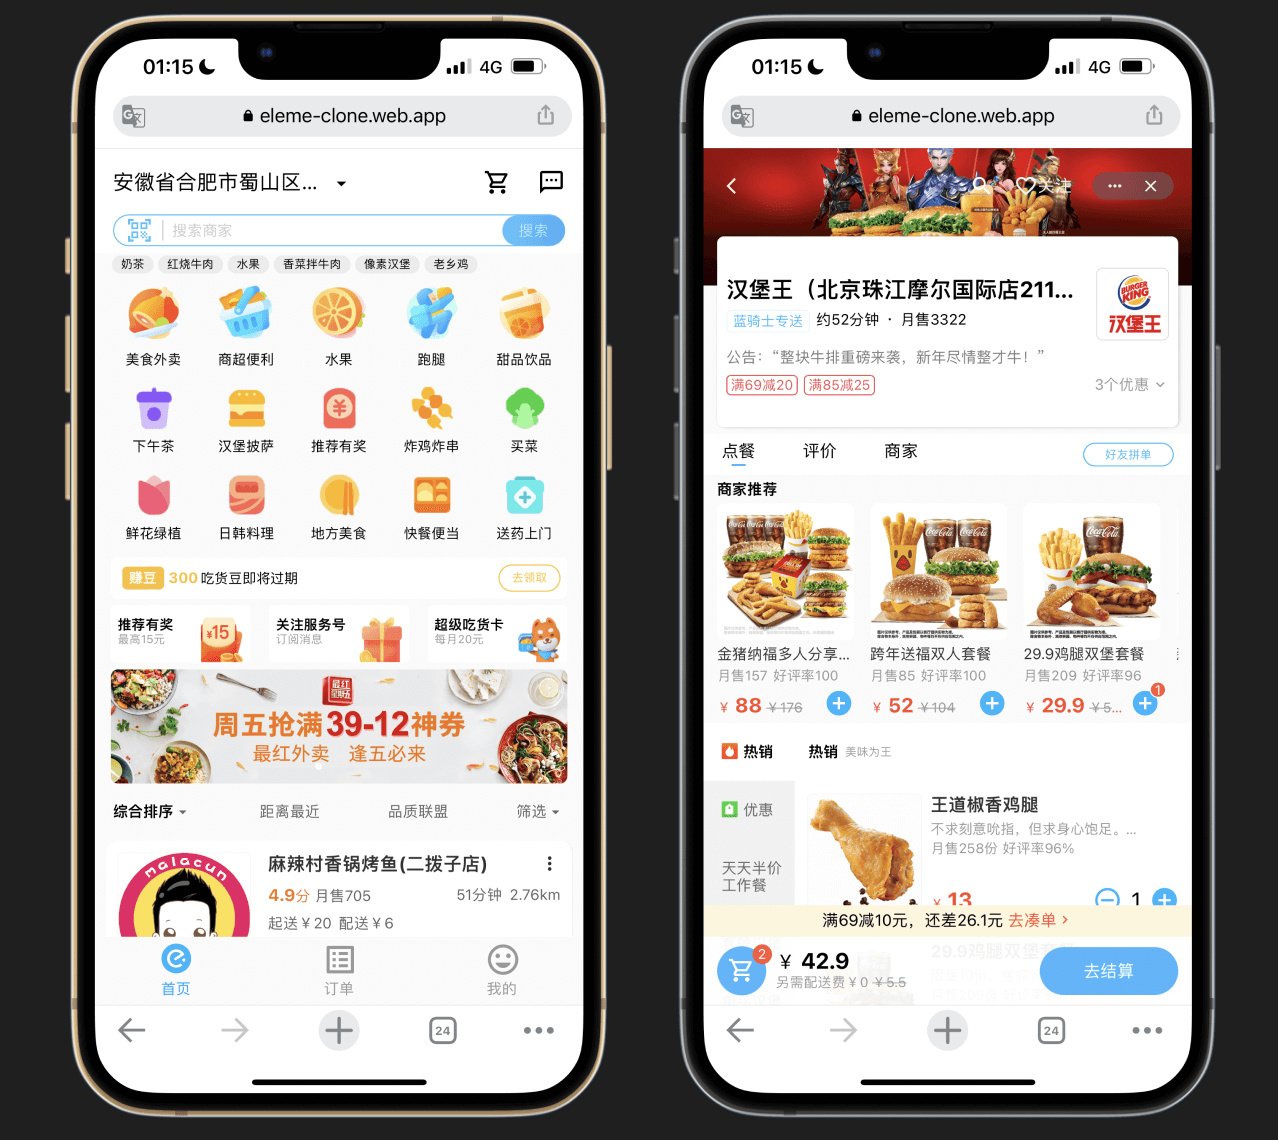 01:15
4G
eleme-clone.web.app
安徽省合肥市蜀山区...
搜索商家
搜索
奶茶 红烧牛肉 水果 香菜拌牛肉 像素汉堡 老乡鸡
美食外卖 商超便利 水果 跑腿 甜品饮品
下午茶 汉堡披萨 推荐有奖 炸鸡炸串 买菜
鲜花绿植 日韩料理 地方美食 快餐便当 送药上门
赚豆 300 吃货豆即将过期 去领取
推荐有奖 关注服务号 超级吃货卡
最高15元 订阅消息 每月20元
¥15
最红星期五
周五抢满39-12神券
最红外卖 逢五必来
综合排序 距离最近 品质联盟 筛选
malacun
麻辣村香锅烤鱼(二拨子店)
4.9分 月售705 51分钟 2.76km
起送￥20 配送￥6
首页 订单 我的
24
01:15
4G
eleme-clone.web.app
关注
汉堡王（北京珠江摩尔国际店211...
BURGER KING
汉堡王
蓝骑士专送 约52分钟 · 月售3322
公告：“整块牛排重磅来袭，新年尽情整才牛！”
满69减20 满85减25 3个优惠
点餐 评价 商家 好友拼单
商家推荐
Coca-Cola
金猪纳福多人分享... 跨年送福双人套餐 29.9鸡腿双堡套餐
月售157 好评率100 月售85 好评率100 月售209 好评率96
￥ 88 ￥176 ￥ 52 ￥104 ￥ 29.9 ￥5... 1
热销 热销 美味为王
优惠
天天半价
工作餐
王道椒香鸡腿
不求刻意吮指，但求身心饱足。...
月售258份 好评率96%
￥ 13 1
满69减10元，还差26.1元 去凑单
29.9鸡腿双堡套餐
2
￥ 42.9
另需配送费￥0 ￥5.5
去结算
24